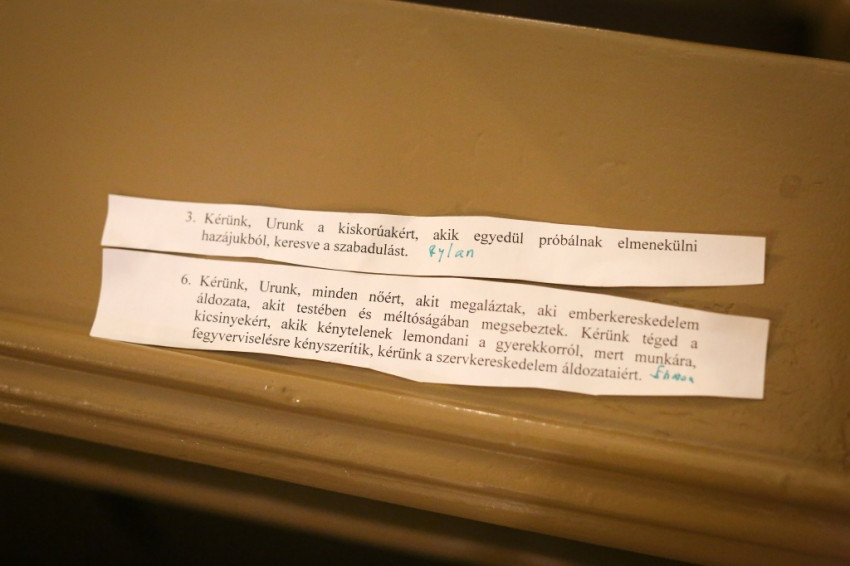 3. Kérünk, Urunk a kiskorúakért, akik egyedül próbálnak elmenekülni
hazájukból, keresve a szabadulást. Rylan
6. Kérünk, Urunk, minden nőért, akit megaláztak, aki emberkereskedelem
áldozata, akit testében és méltóságában megsebeztek. Kérünk téged a
kicsinyekért, akik kénytelenek lemondani a gyerekkorról, mert munkára,
fegyverviselésre kényszerítik, kérünk a szervkereskedelem áldozataiért.